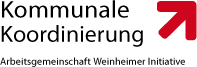 Kommunale
Koordinierung
Arbeitsgemeinschaft Weinheimer Initiative